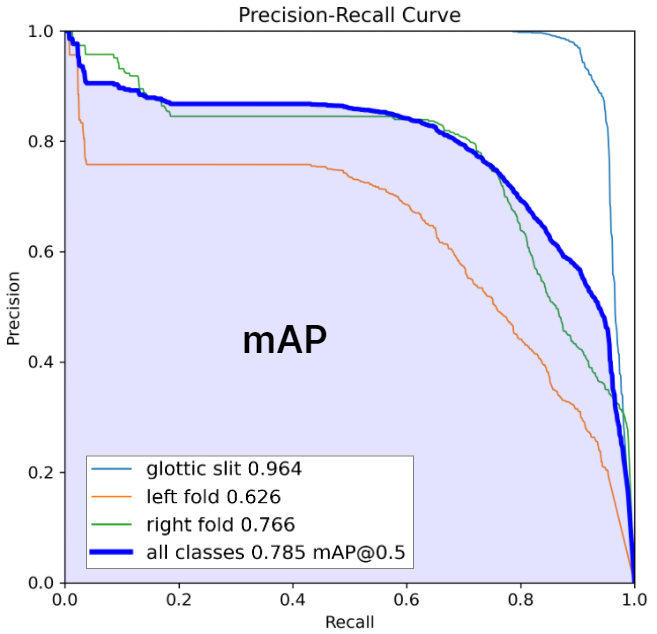 Precision-Recall Curve
1.0
0.8
0.6
0.4
0.2
0.0
Precision
mAP
glottic slit 0.964
left fold 0.626
right fold 0.766
all classes 0.785 mAP@0.5
0.0 0.2 0.4 0.6 0.8 1.0
Recall